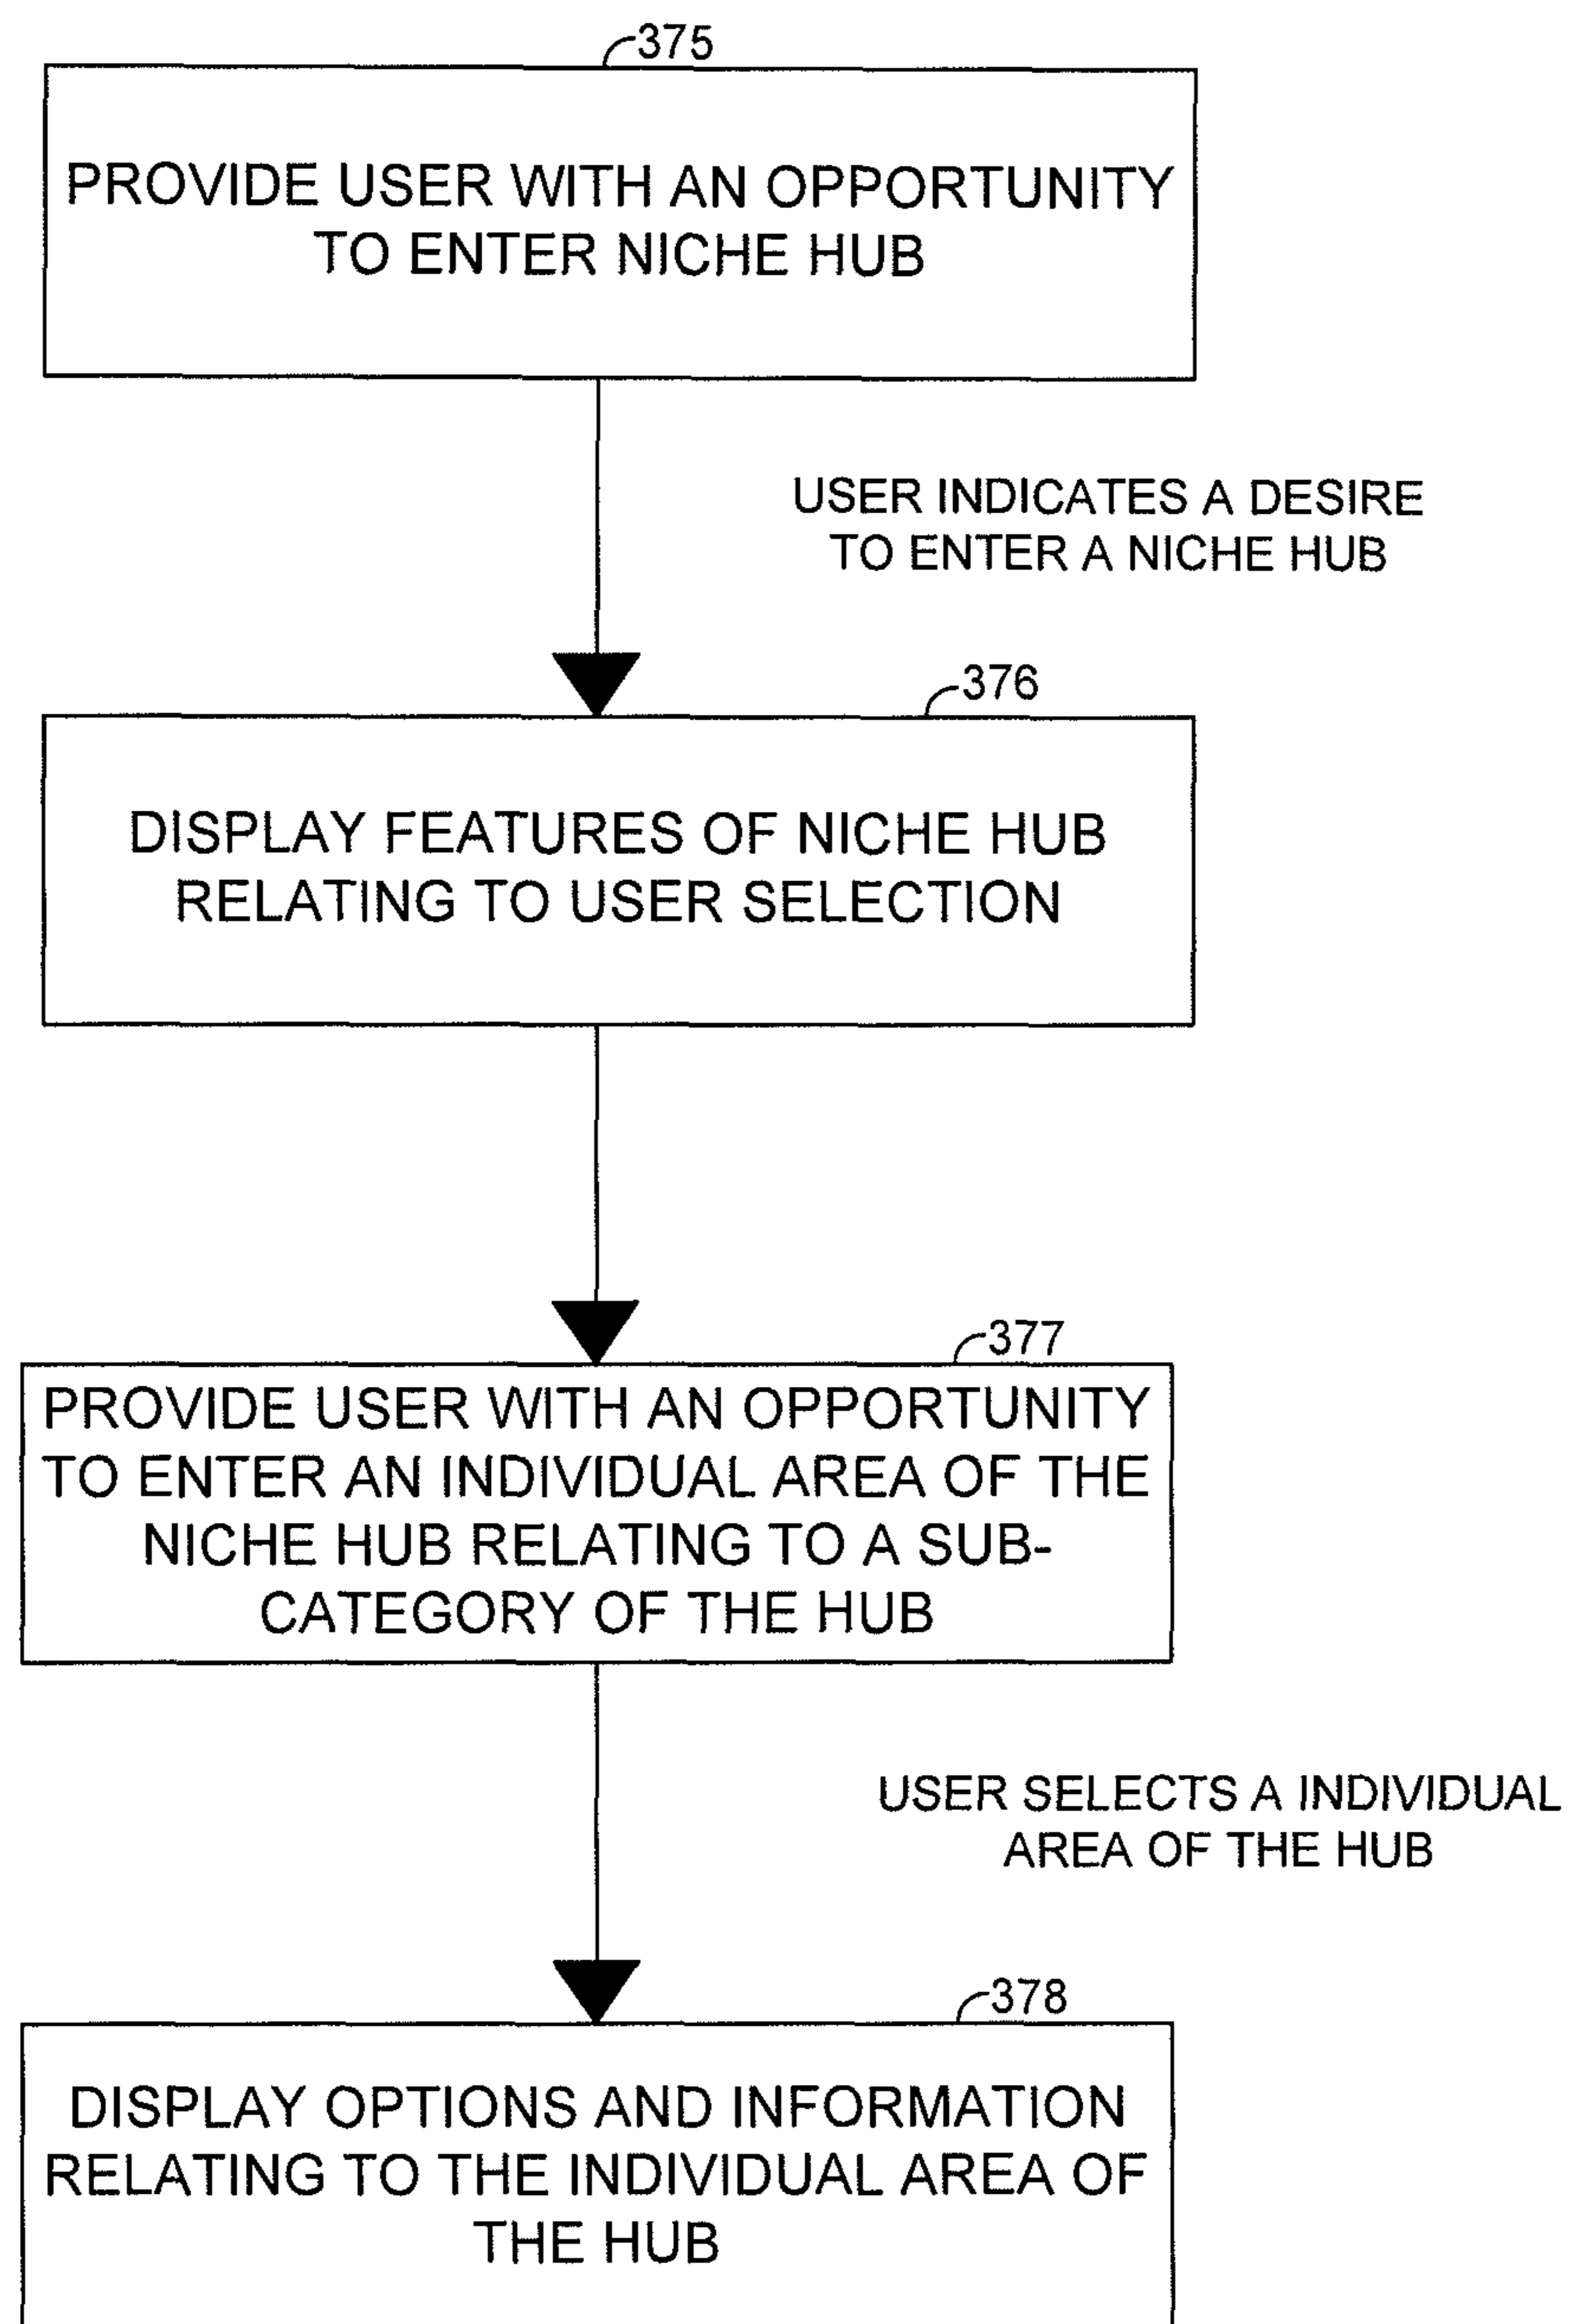 375
PROVIDE USER WITH AN OPPORTUNITY
TO ENTER NICHE HUB
USER INDICATES A DESIRE
TO ENTER A NICHE HUB
376
DISPLAY FEATURES OF NICHE HUB
RELATING TO USER SELECTION
377
PROVIDE USER WITH AN OPPORTUNITY
TO ENTER AN INDIVIDUAL AREA OF THE
NICHE HUB RELATING TO A SUB-
CATEGORY OF THE HUB
USER SELECTS A INDIVIDUAL
AREA OF THE HUB
378
DISPLAY OPTIONS AND INFORMATION
RELATING TO THE INDIVIDUAL AREA OF
THE HUB